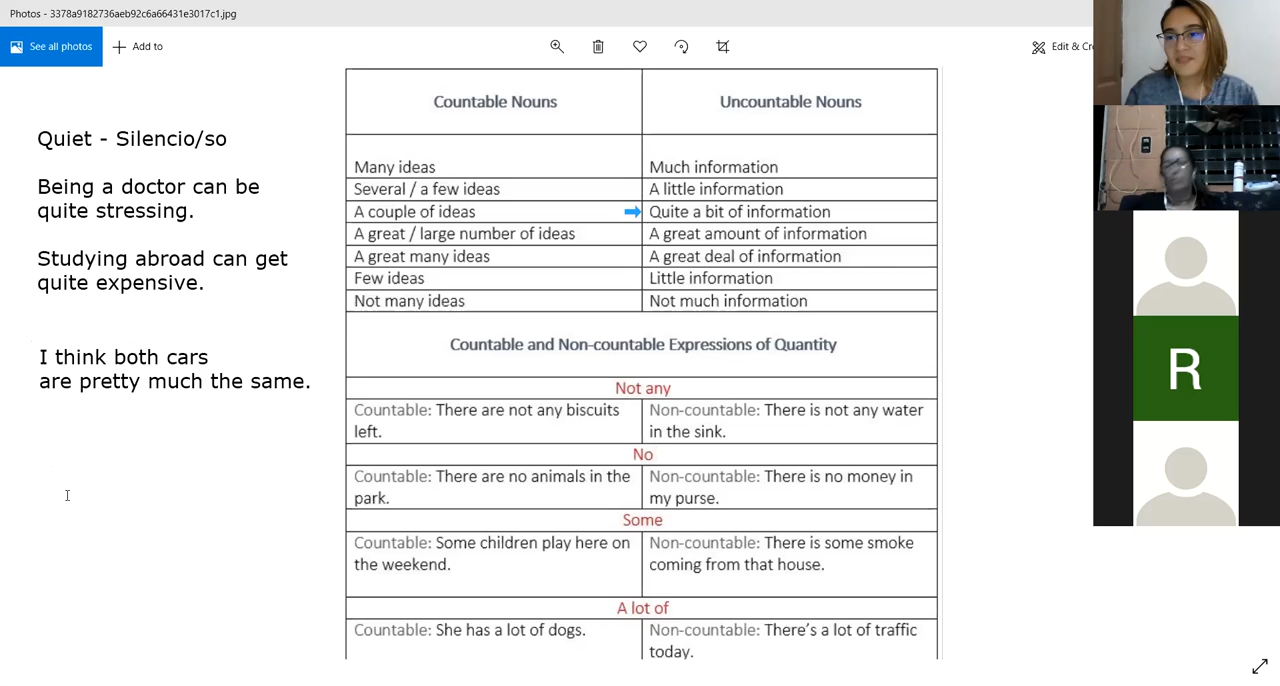 Photos - 3378a9182736aeb92c6a66431e3017c1.jpg
See all photos
Add to
Edit & Cr
Quiet - Silencio/so
Being a doctor can be
quite stressing.
Studying abroad can get
quite expensive.
I think both cars
are pretty much the same.
Countable Nouns
Uncountable Nouns
Many ideas
Much information
Several / a few ideas
A little information
A couple of ideas
Quite a bit of information
A great / large number of ideas
A great amount of information
A great many ideas
A great deal of information
Few ideas
Little information
Not many ideas
Not much information
Countable and Non-countable Expressions of Quantity
Not any
Countable: There are not any biscuits
left.
Non-countable: There is not any water
in the sink.
No
Countable: There are no animals in the
park.
Non-countable: There is no money in
my purse.
Some
Countable: Some children play here on
the weekend.
Non-countable: There is some smoke
coming from that house.
A lot of
Countable: She has a lot of dogs.
Non-countable: There's a lot of traffic
today.
R